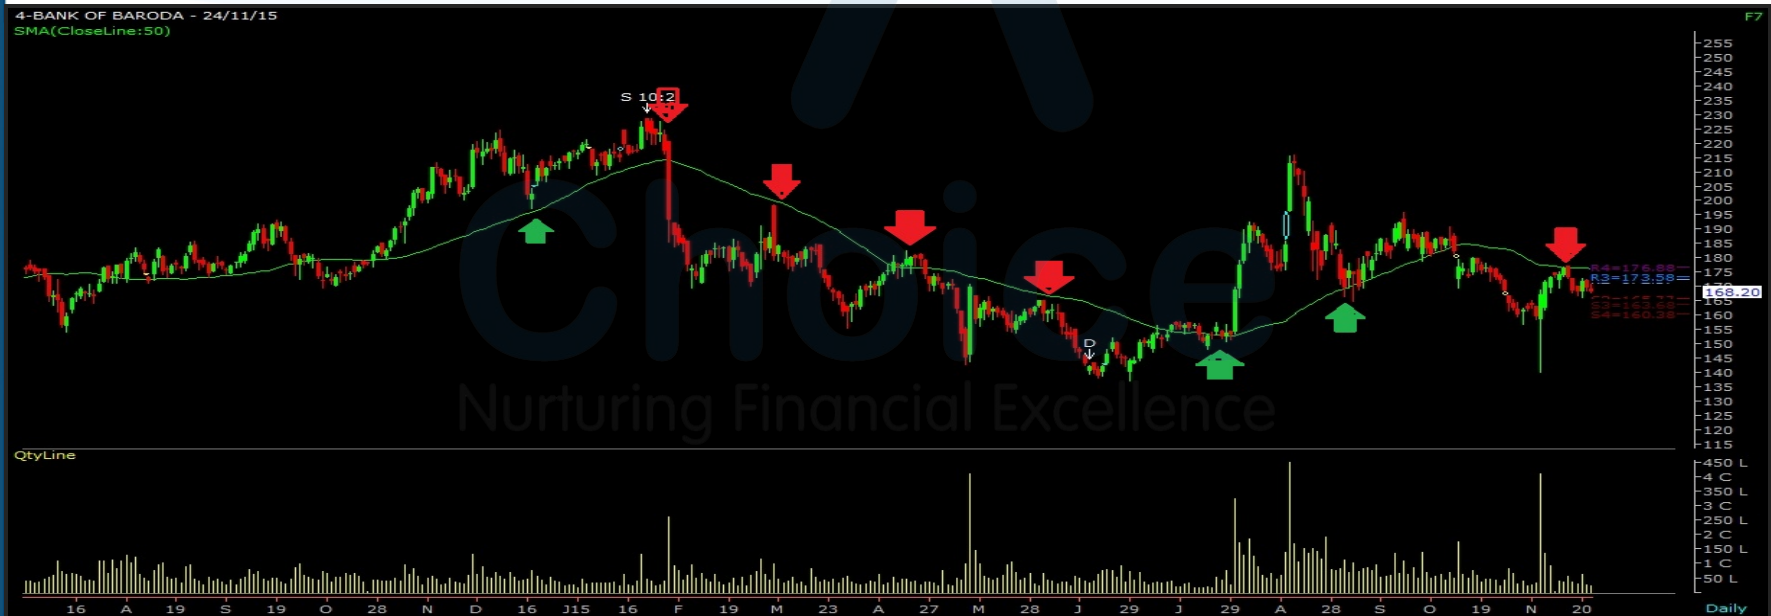 4-BANK OF BARODA - 24/11/15
F7
SMA(CloseLine:50)
S 10:2
D
255
250
245
240
235
230
225
220
215
210
205
200
195
190
185
180
175
R4=176.88
R3=173.58
168.20
165
S4=160.38
160
155
150
145
140
135
130
125
120
115
Choice
Nurturing Financial Excellence
QtyLine
450 L
4 C
350 L
3 C
250 L
2 C
150 L
1 C
50 L
16 A 19 S 19 O 28 N D 16 J15 16 F 19 M 23 A 27 M 28 J 29 J 29 A 28 S O 19 N 20
Daily